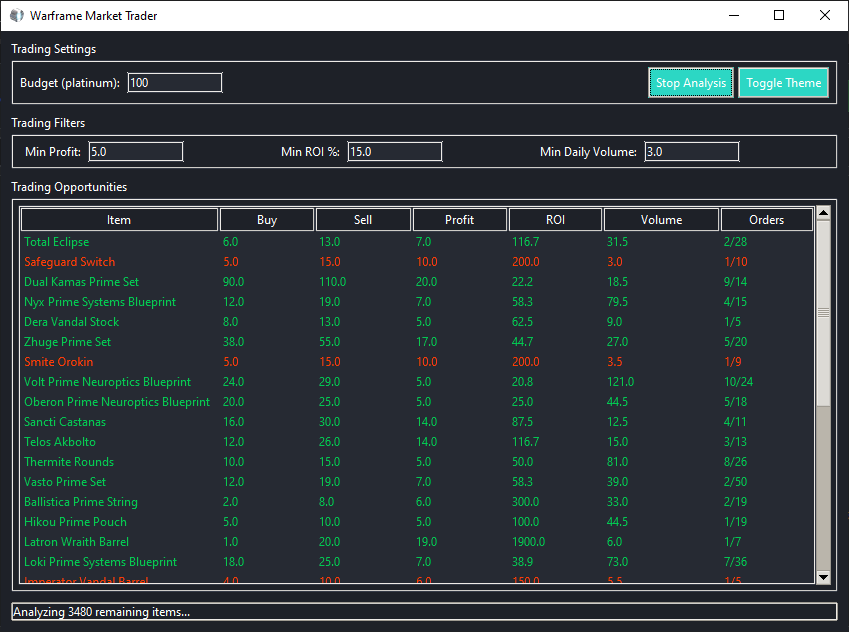 Warframe Market Trader
Trading Settings
Budget (platinum): 100 Stop Analysis Toggle Theme
Trading Filters
Min Profit: 5.0 Min ROI %: 15.0 Min Daily Volume: 3.0
Trading Opportunities
Item Buy Sell Profit ROI Volume Orders
Total Eclipse 6.0 13.0 7.0 116.7 31.5 2/28
Safeguard Switch 5.0 15.0 10.0 200.0 3.0 1/10
Dual Kamas Prime Set 90.0 110.0 20.0 22.2 18.5 9/14
Nyx Prime Systems Blueprint 12.0 19.0 7.0 58.3 79.5 4/15
Dera Vandal Stock 8.0 13.0 5.0 62.5 9.0 1/5
Zhuge Prime Set 38.0 55.0 17.0 44.7 27.0 5/20
Smite Orokin 5.0 15.0 10.0 200.0 3.5 1/9
Volt Prime Neuroptics Blueprint 24.0 29.0 5.0 20.8 121.0 10/24
Oberon Prime Neuroptics Blueprint 20.0 25.0 5.0 25.0 44.5 5/18
Sancti Castanas 16.0 30.0 14.0 87.5 12.5 4/11
Telos Akbolto 12.0 26.0 14.0 116.7 15.0 3/13
Thermite Rounds 10.0 15.0 5.0 50.0 81.0 8/26
Vasto Prime Set 12.0 19.0 7.0 58.3 39.0 2/50
Ballistica Prime String 2.0 8.0 6.0 300.0 33.0 2/19
Hikou Prime Pouch 5.0 10.0 5.0 100.0 44.5 1/19
Latron Wraith Barrel 1.0 20.0 19.0 1900.0 6.0 1/7
Loki Prime Systems Blueprint 18.0 25.0 7.0 38.9 73.0 7/36
Imperator Vandal Barrel 4.0 10.0 6.0 150.0 5.5 1/5
Analyzing 3480 remaining items...